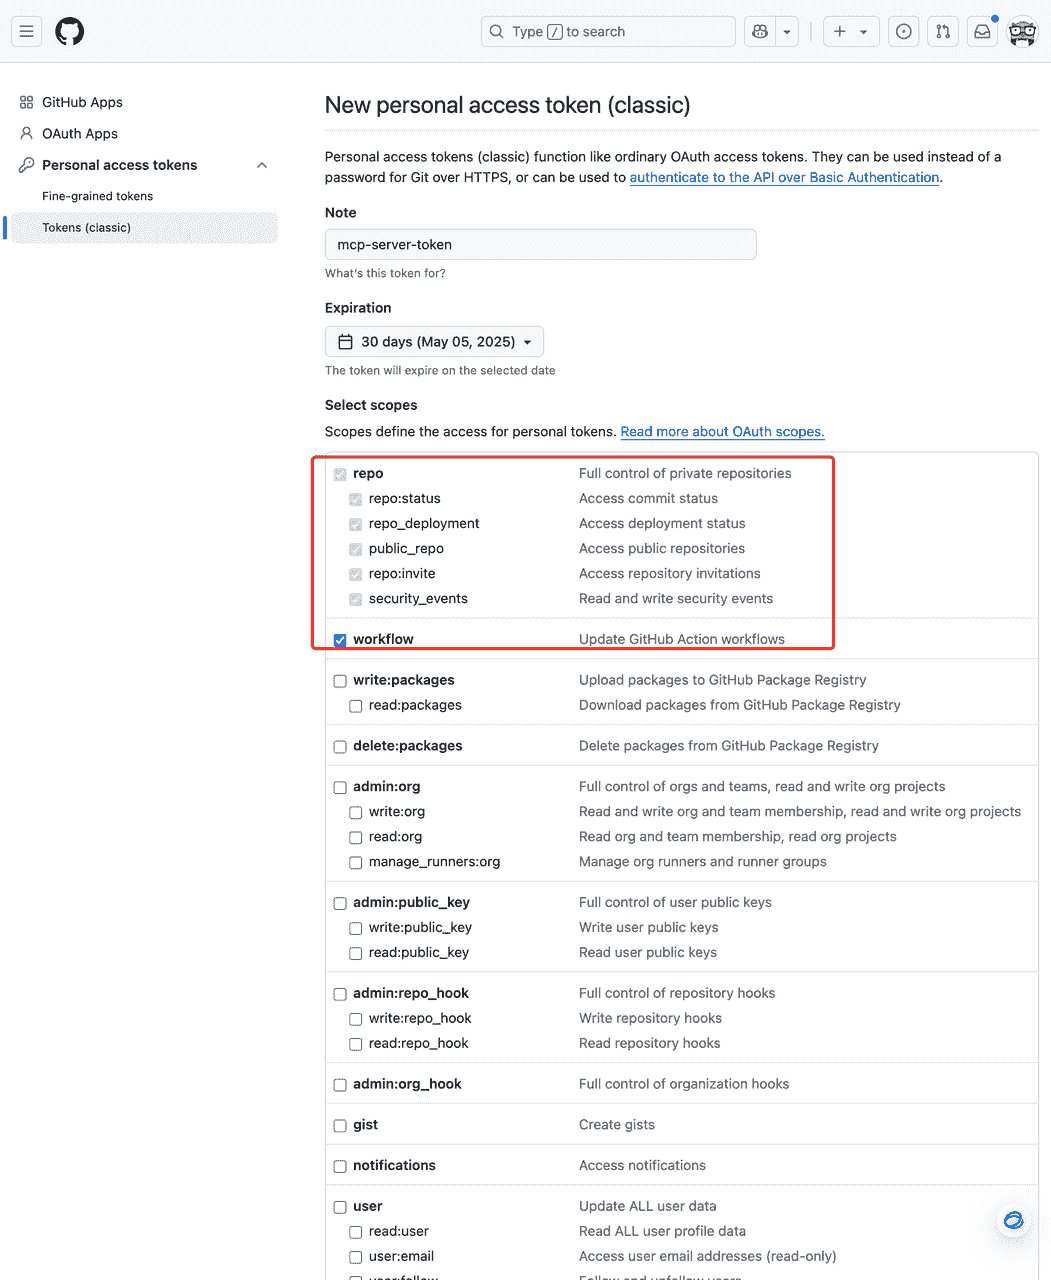 Type / to search
GitHub Apps
OAuth Apps
Personal access tokens
Fine-grained tokens
Tokens (classic)
New personal access token (classic)
Personal access tokens (classic) function like ordinary OAuth access tokens. They can be used instead of a
password for Git over HTTPS, or can be used to authenticate to the API over Basic Authentication.
Note
mcp-server-token
What's this token for?
Expiration
30 days (May 05, 2025)
The token will expire on the selected date
Select scopes
Scopes define the access for personal tokens. Read more about OAuth scopes.
repo Full control of private repositories
repo:status Access commit status
repo_deployment Access deployment status
public_repo Access public repositories
repo:invite Access repository invitations
security_events Read and write security events
workflow Update GitHub Action workflows
write:packages Upload packages to GitHub Package Registry
read:packages Download packages from GitHub Package Registry
delete:packages Delete packages from GitHub Package Registry
admin:org Full control of orgs and teams, read and write org projects
write:org Read and write org and team membership, read and write org projects
read:org Read org and team membership, read org projects
manage_runners:org Manage org runners and runner groups
admin:public_key Full control of user public keys
write:public_key Write user public keys
read:public_key Read user public keys
admin:repo_hook Full control of repository hooks
write:repo_hook Write repository hooks
read:repo_hook Read repository hooks
admin:org_hook Full control of organization hooks
gist Create gists
notifications Access notifications
user Update ALL user data
read:user Read ALL user profile data
user:email Access user email addresses (read-only)
user:follow Follow and unfollow users